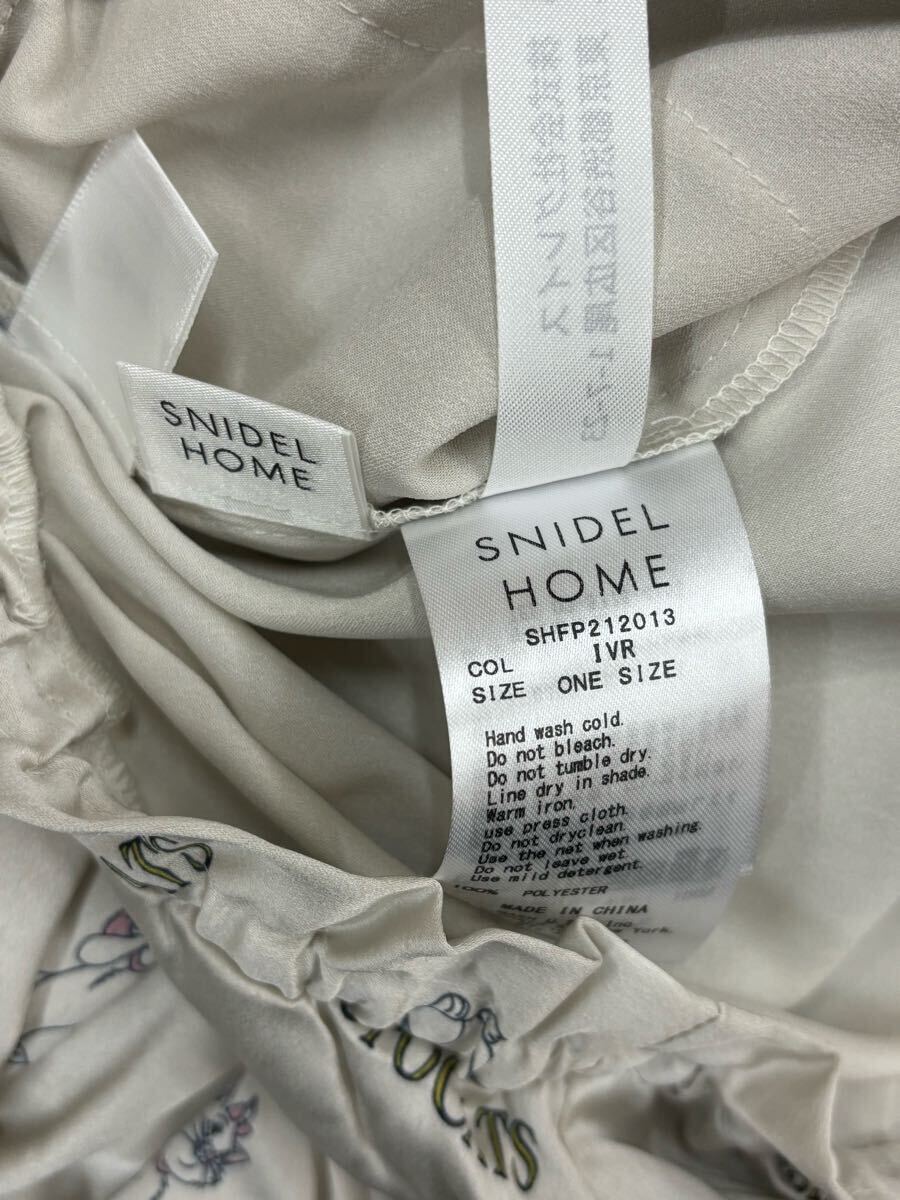 SNIDEL
HOME
SNIDEL
HOME
SHFP212013
COL IVR
SIZE ONE SIZE
Hand wash cold.
Do not bleach.
Do not tumble dry.
Line dry in shade.
Warm iron.
use press cloth.
Do not dryclean.
Use the net when washing.
Do not leave wet.
Use mild detergent.
100% POLYESTER
MADE IN CHINA
Inc.
York.